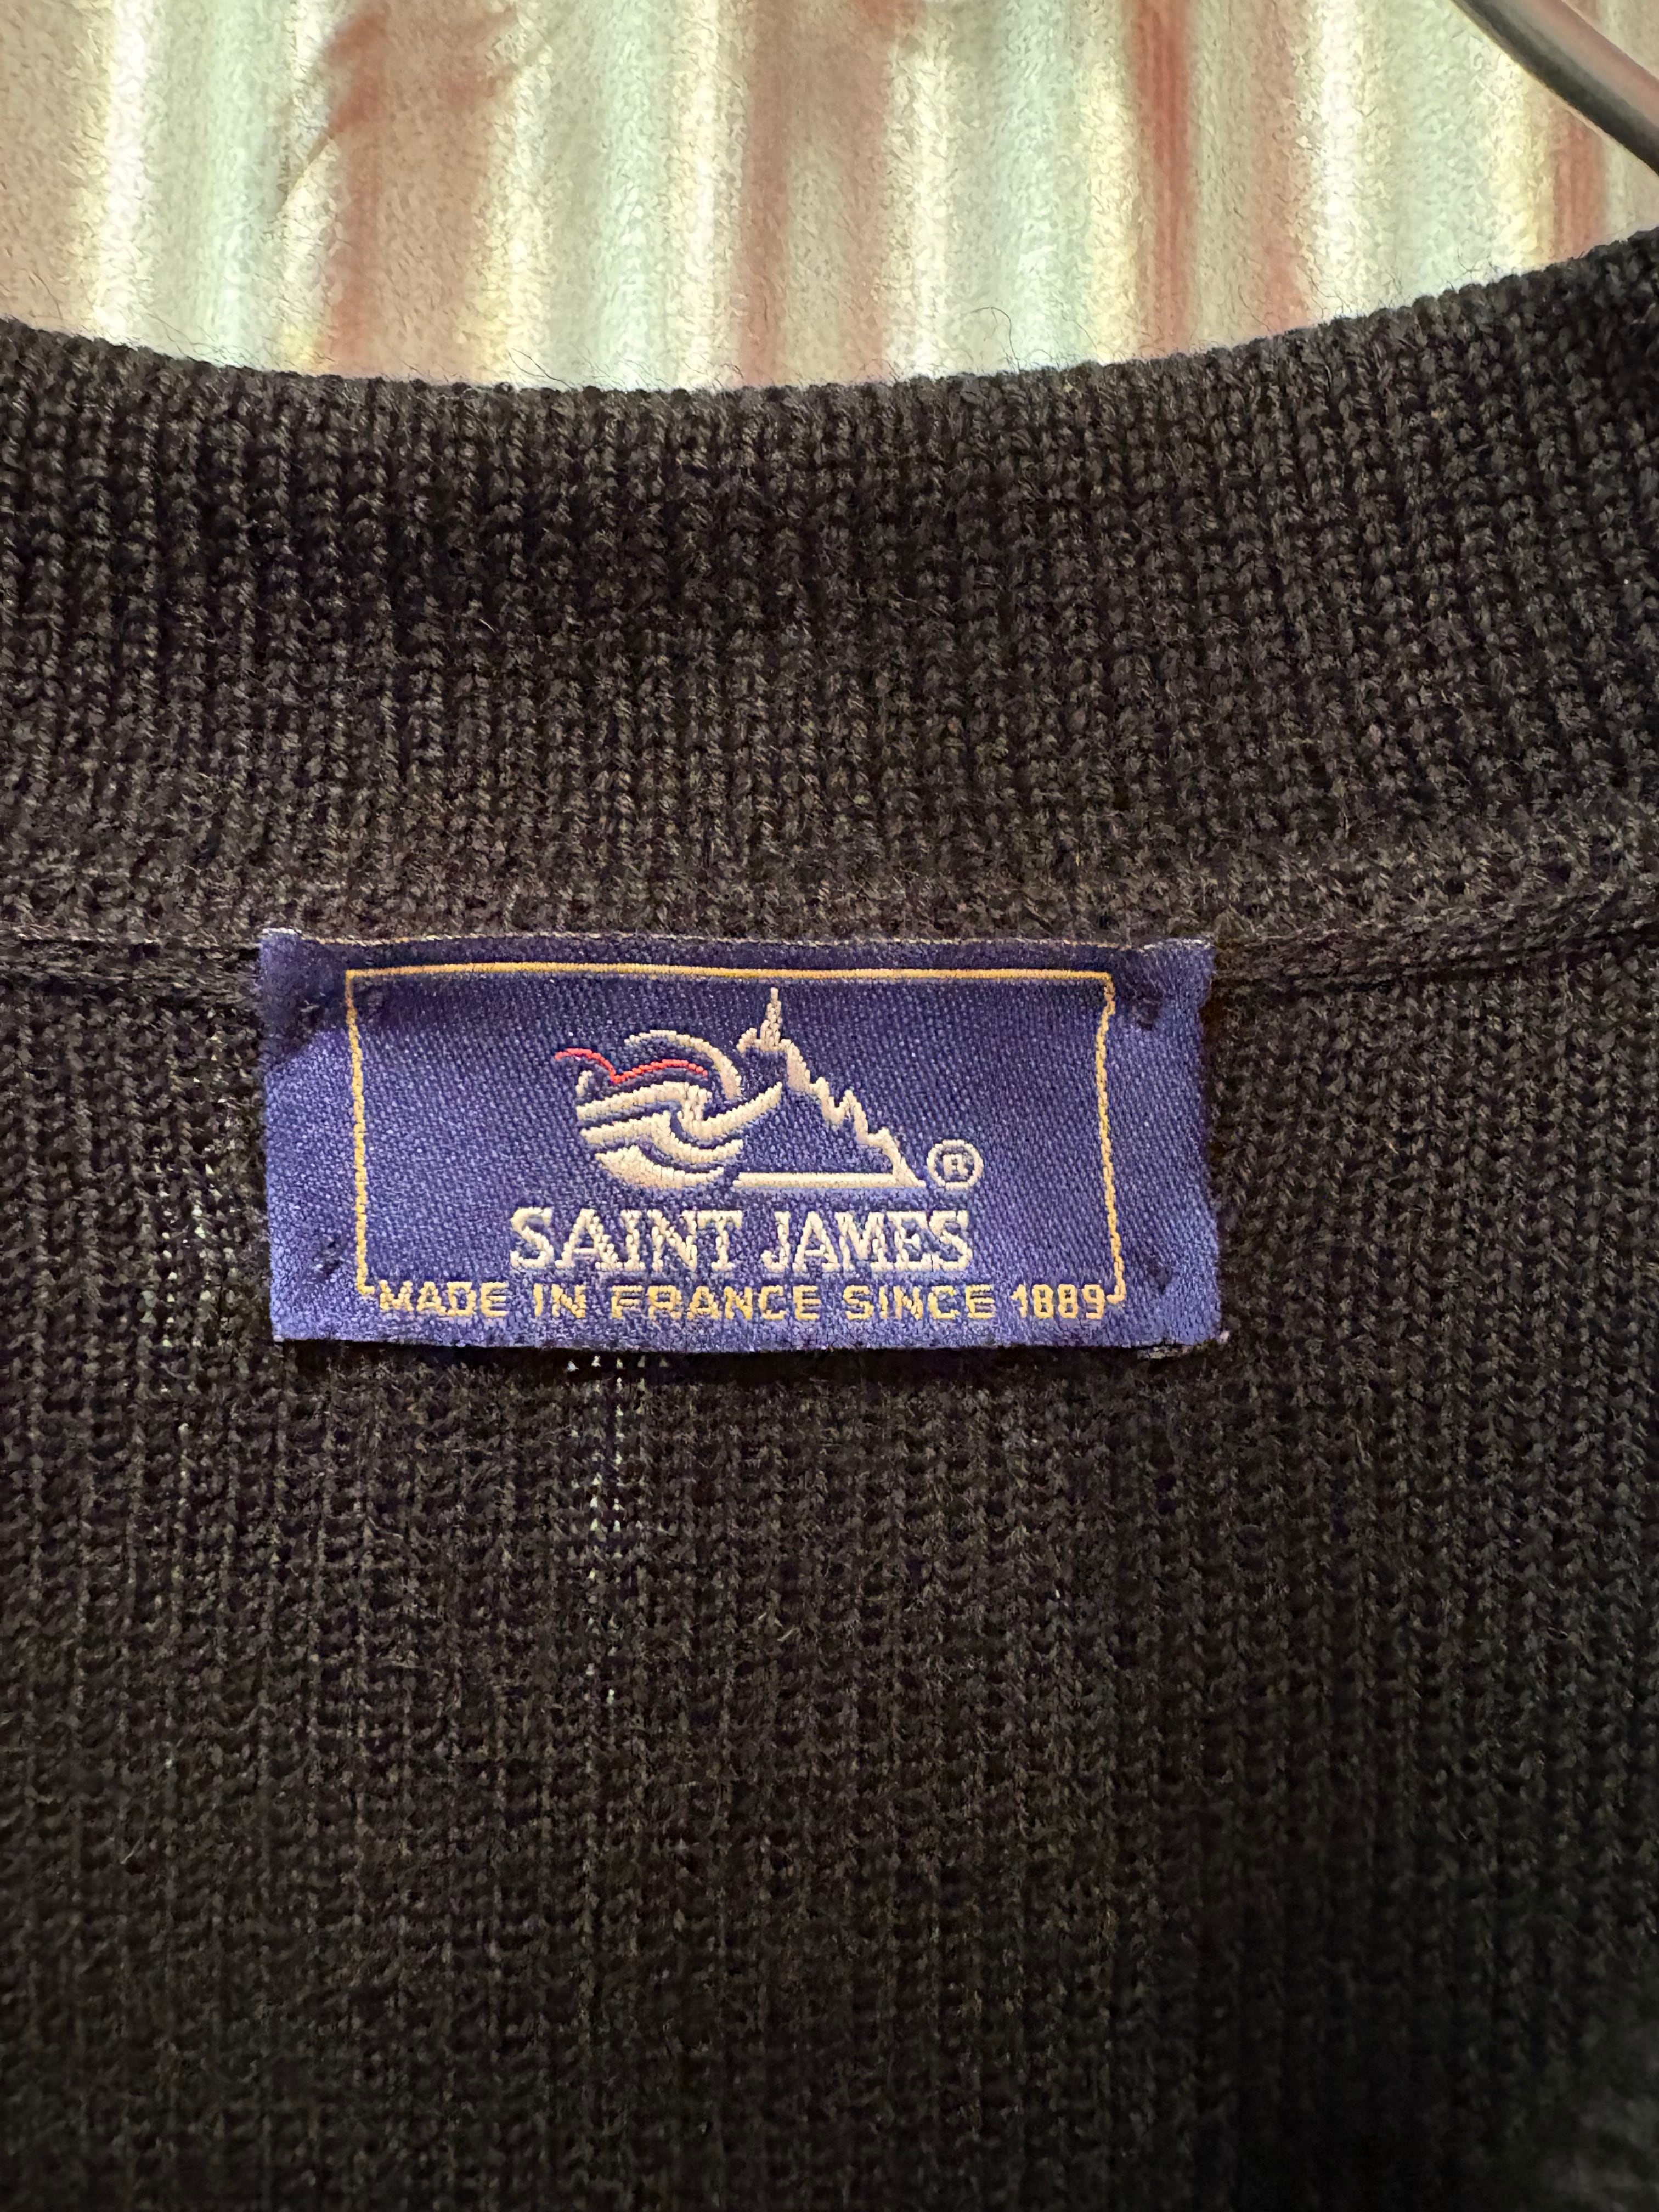 ®
SAINT JAMES
MADE IN FRANCE SINCE 1889